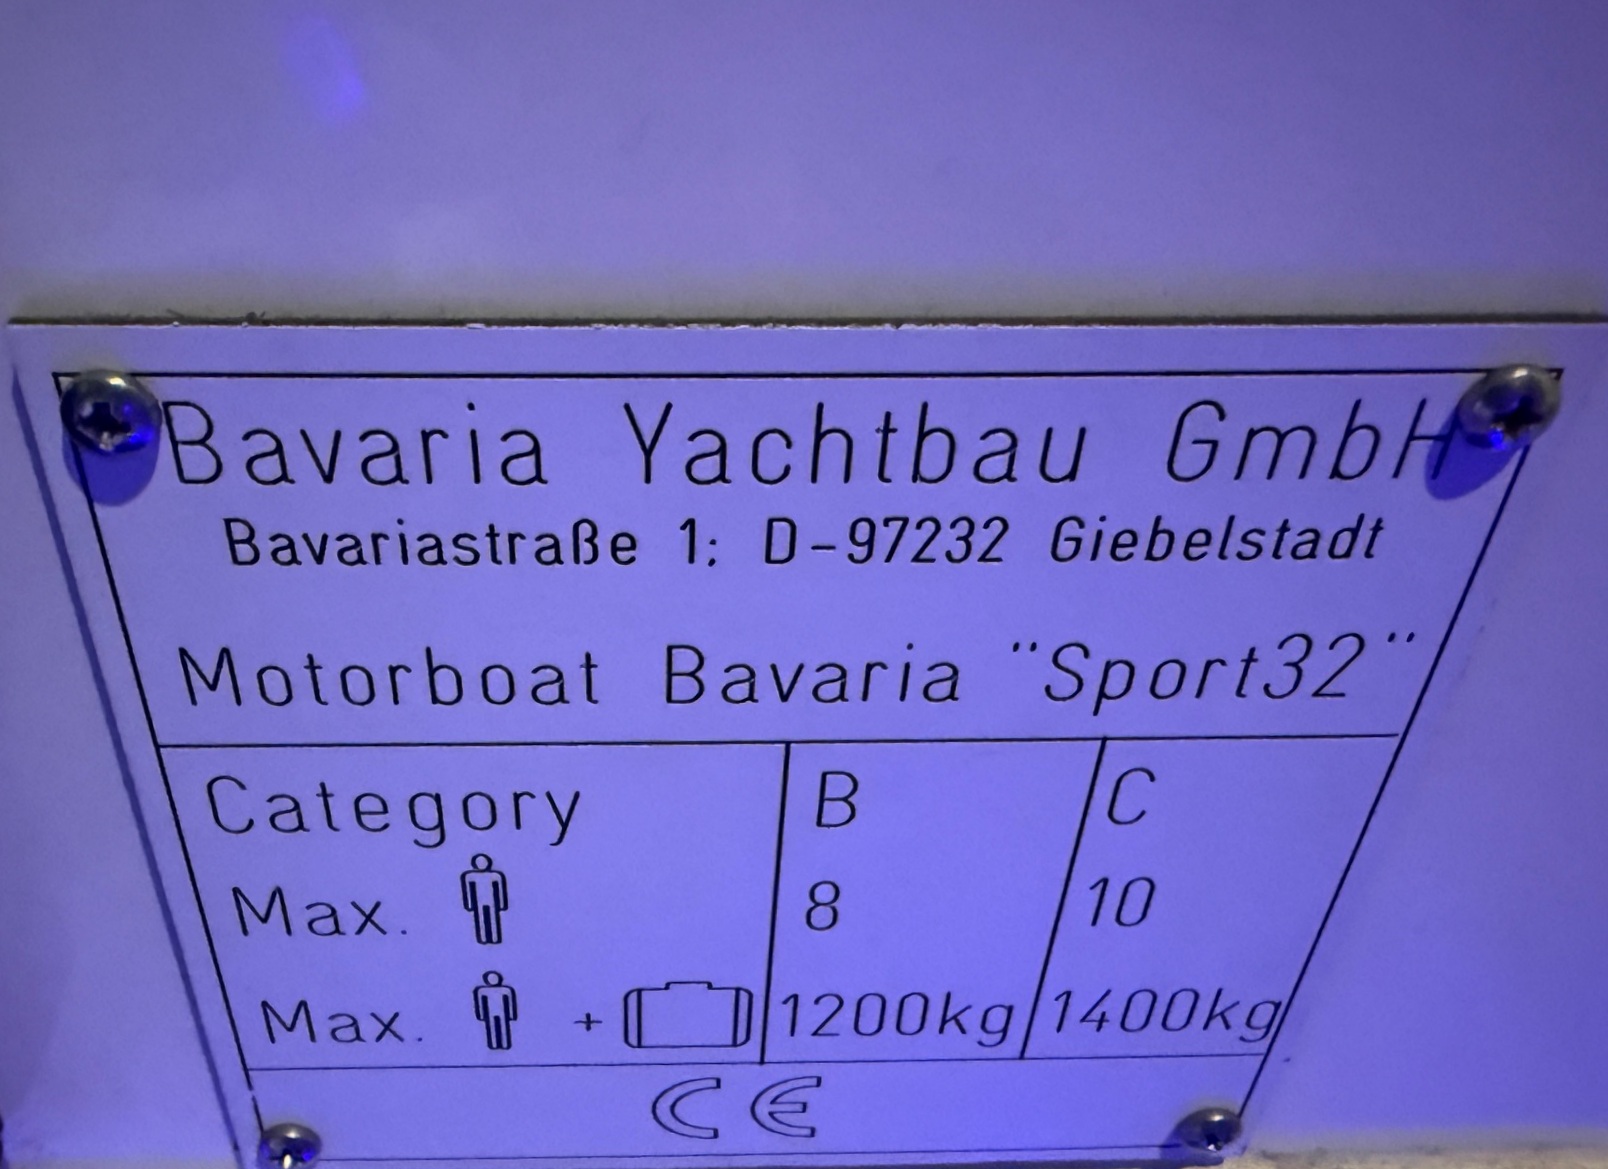 Bavaria Yachtbau GmbH
Bavariastraße 1; D-97232 Giebelstadt
Motorboat Bavaria "Sport32"
Category B C
Max. 8 10
Max. + 1200kg 1400kg
CE